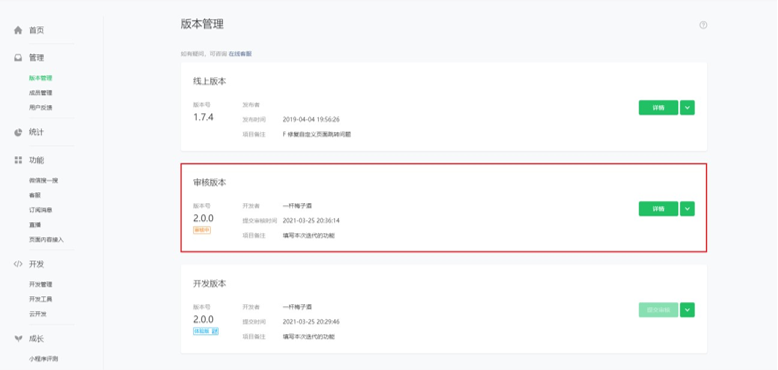 首页
管理
版本管理
成员管理
用户反馈
统计
功能
微信搜一搜
客服
订阅消息
直播
页面内容接入
开发
开发管理
开发工具
云开发
成长
小程序评测
版本管理
如有疑问，可咨询 在线客服
线上版本
版本号 发布者
1.7.4 发布时间 2019-04-04 19:56:26 详情
项目备注 F 修复自定义页面跳转问题
审核版本
版本号 开发者 一杯梅子酒
2.0.0 提交审核时间 2021-03-25 20:36:14 详情
审核中 项目备注 填写本次迭代的功能
开发版本
版本号 开发者 一杯梅子酒
2.0.0 提交时间 2021-03-25 20:29:46 提交审核
体验版 项目备注 填写本次迭代的功能